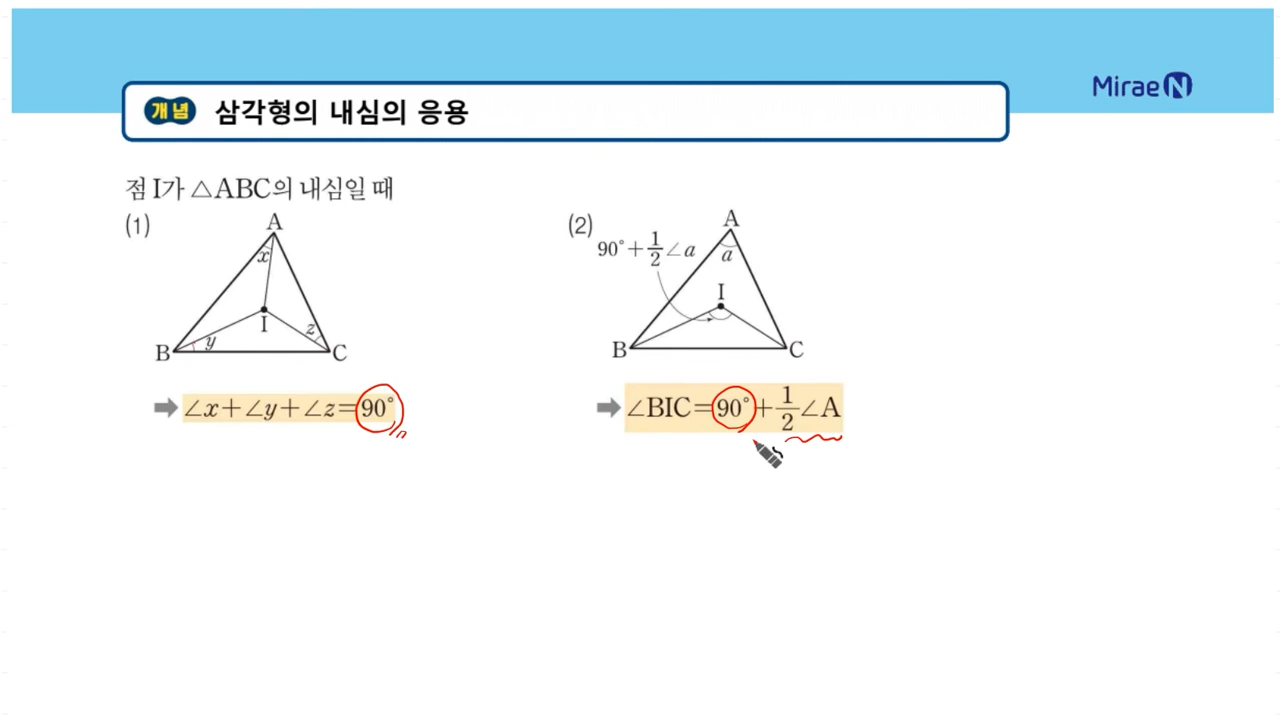 Mirae N
개념 삼각형의 내심의 응용
점 I가 △ABC의 내심일 때
(1)
A
x
I
z
B
y
C
➡ ∠x+∠y+∠z=90°
(2)
A
90°+1/2∠a
a
I
B
C
➡ ∠BIC=90°+1/2∠A